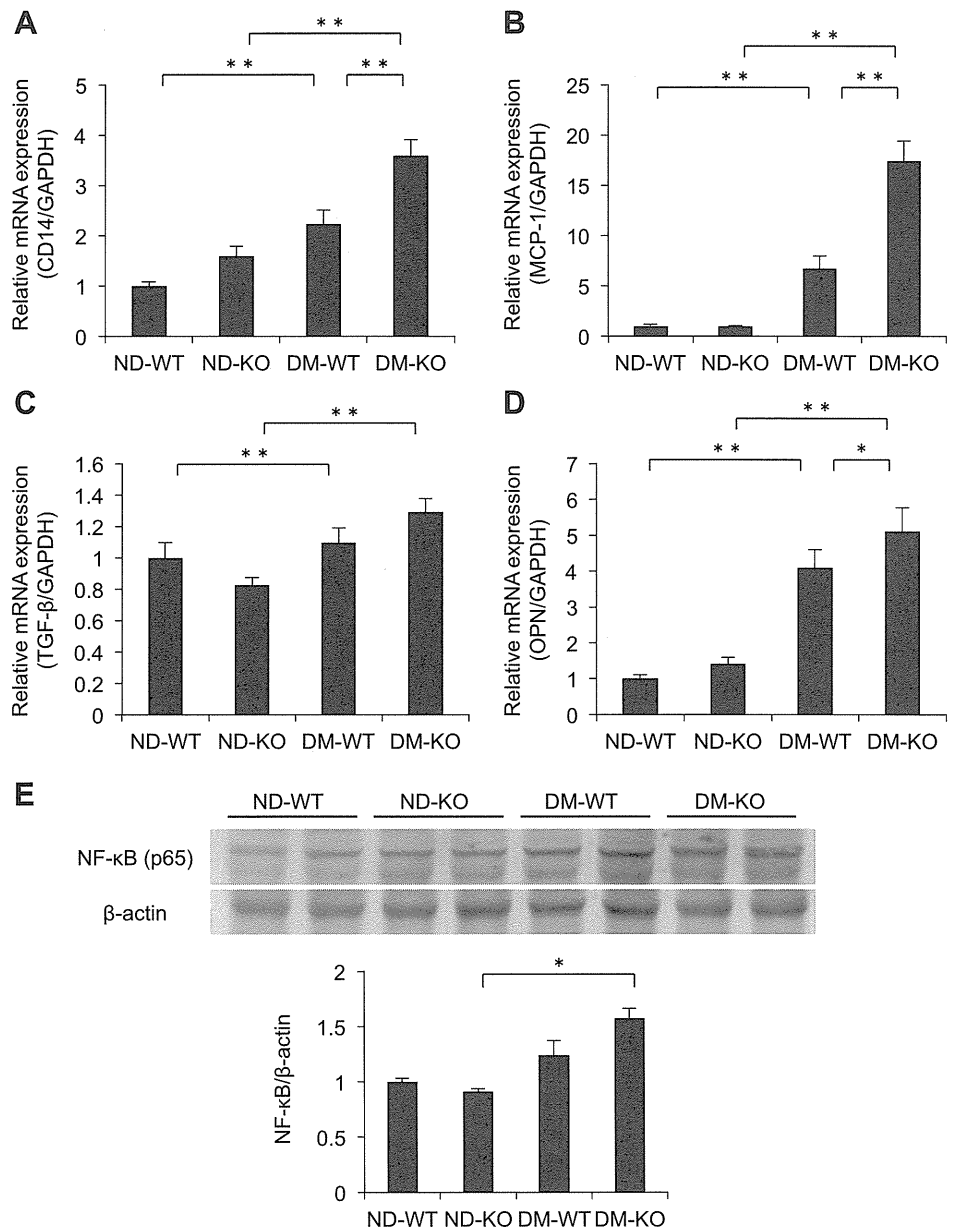 A
Relative mRNA expression
(CD14/GAPDH)
5
4
3
2
1
0
* *
* *
* *
ND-WT ND-KO DM-WT DM-KO
B
Relative mRNA expression
(MCP-1/GAPDH)
25
20
15
10
5
0
* *
* *
* *
ND-WT ND-KO DM-WT DM-KO
C
Relative mRNA expression
(TGF-β/GAPDH)
1.6
1.4
1.2
1
0.8
0.6
0.4
0.2
0
* *
* *
ND-WT ND-KO DM-WT DM-KO
D
Relative mRNA expression
(OPN/GAPDH)
7
6
5
4
3
2
1
0
* *
* *
*
ND-WT ND-KO DM-WT DM-KO
E
ND-WT ND-KO DM-WT DM-KO
NF-κB (p65)
β-actin
NF-κB/β-actin
2
1.5
1
0.5
0
*
ND-WT ND-KO DM-WT DM-KO